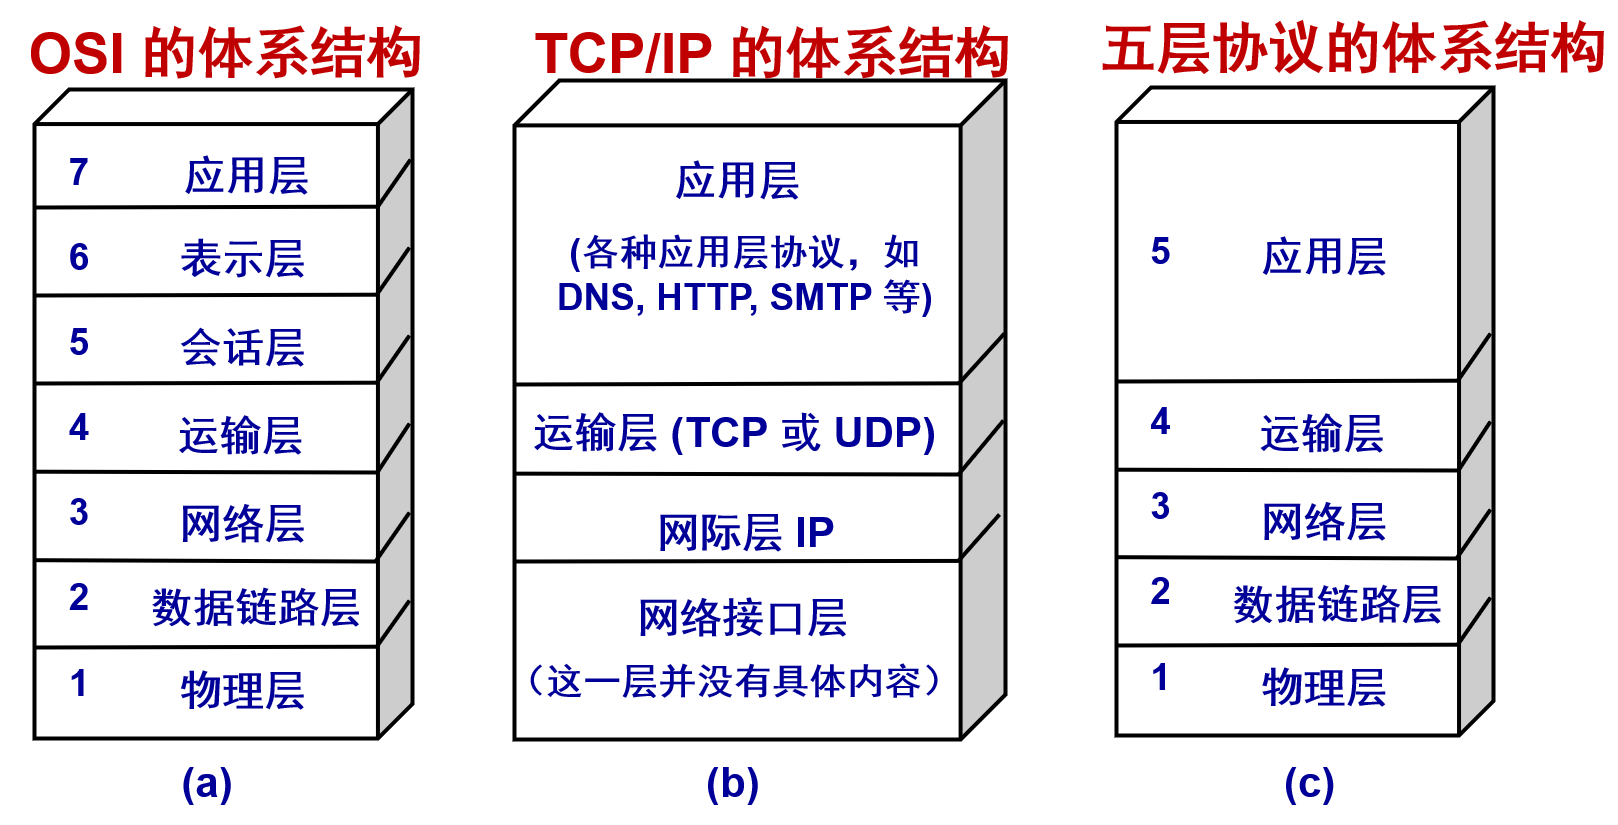 OSI 的体系结构
7 应用层
6 表示层
5 会话层
4 运输层
3 网络层
2 数据链路层
1 物理层
(a)
TCP/IP 的体系结构
应用层
(各种应用层协议，如
DNS, HTTP, SMTP 等)
运输层 (TCP 或 UDP)
网际层 IP
网络接口层
（这一层并没有具体内容）
(b)
五层协议的体系结构
5 应用层
4 运输层
3 网络层
2 数据链路层
1 物理层
(c)